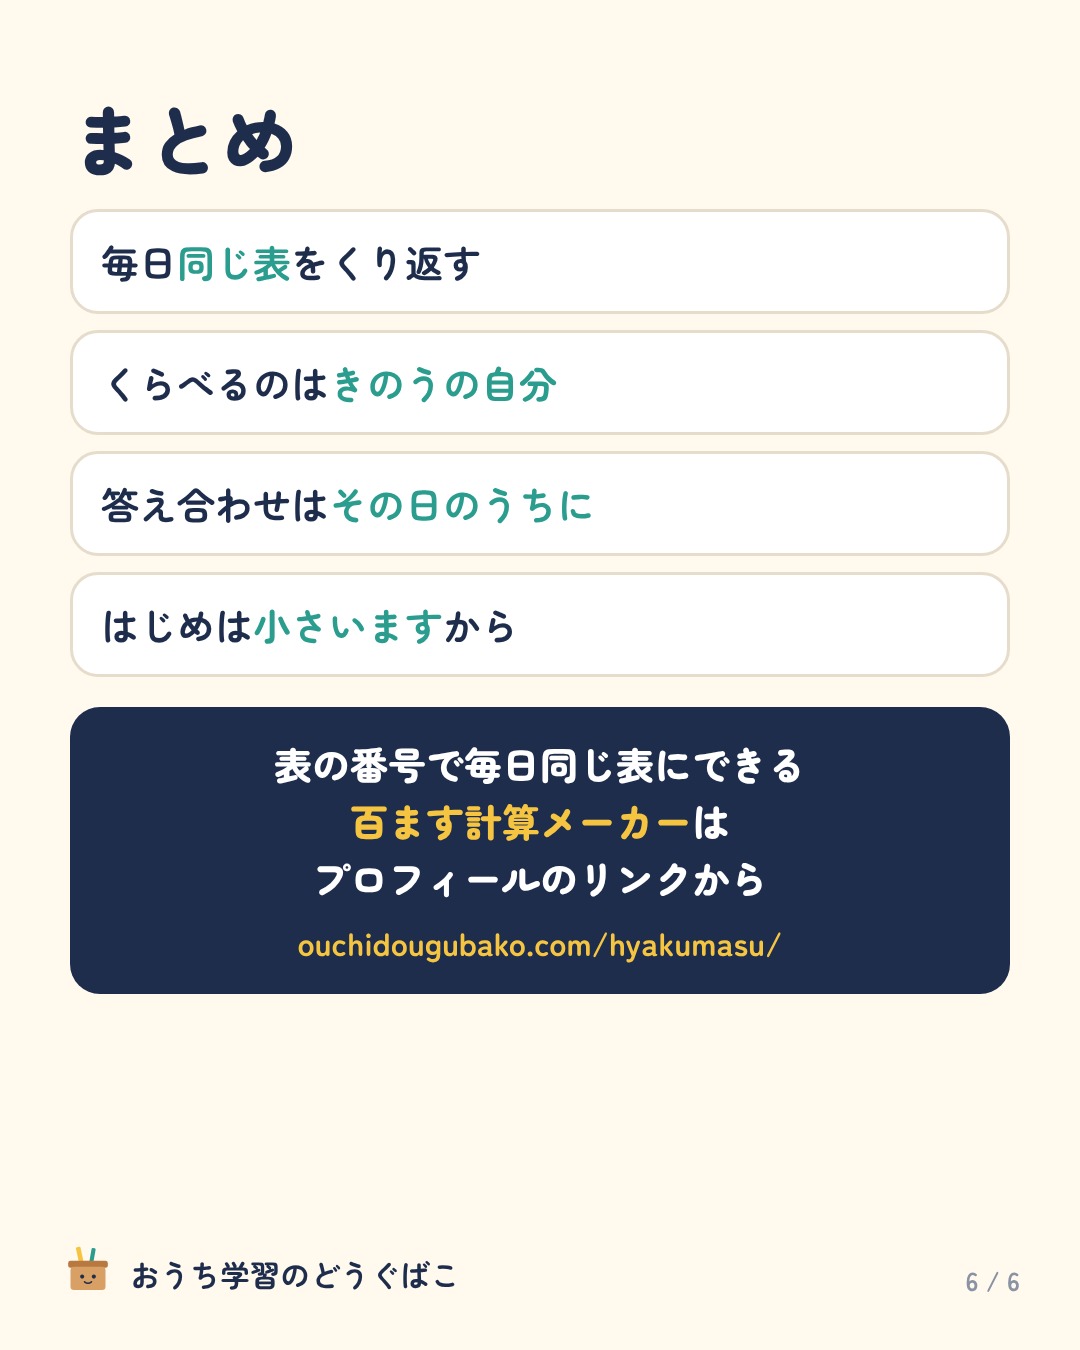 まとめ
毎日同じ表をくり返す
くらべるのはきのうの自分
答え合わせはその日のうちに
はじめは小さいますから
表の番号で毎日同じ表にできる
百ます計算メーカーは
プロフィールのリンクから
ouchidougubako.com/hyakumasu/
おうち学習のどうぐばこ
6 / 6